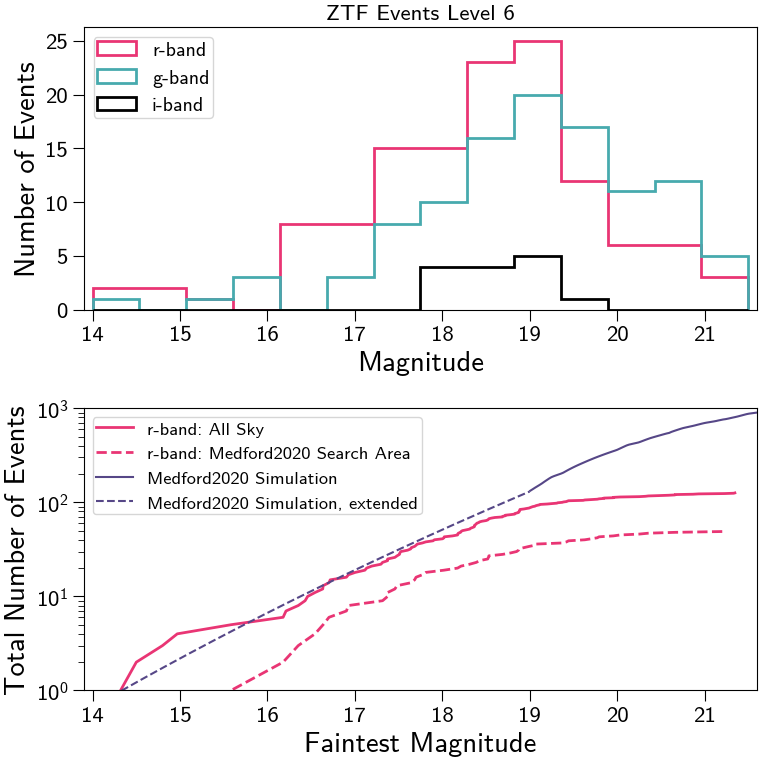 ZTF Events Level 6
Number of Events
25
20
15
10
5
0
r-band
g-band
i-band
14 15 16 17 18 19 20 21
Magnitude
Total Number of Events
10³
10²
10¹
10⁰
r-band: All Sky
r-band: Medford2020 Search Area
Medford2020 Simulation
Medford2020 Simulation, extended
14 15 16 17 18 19 20 21
Faintest Magnitude